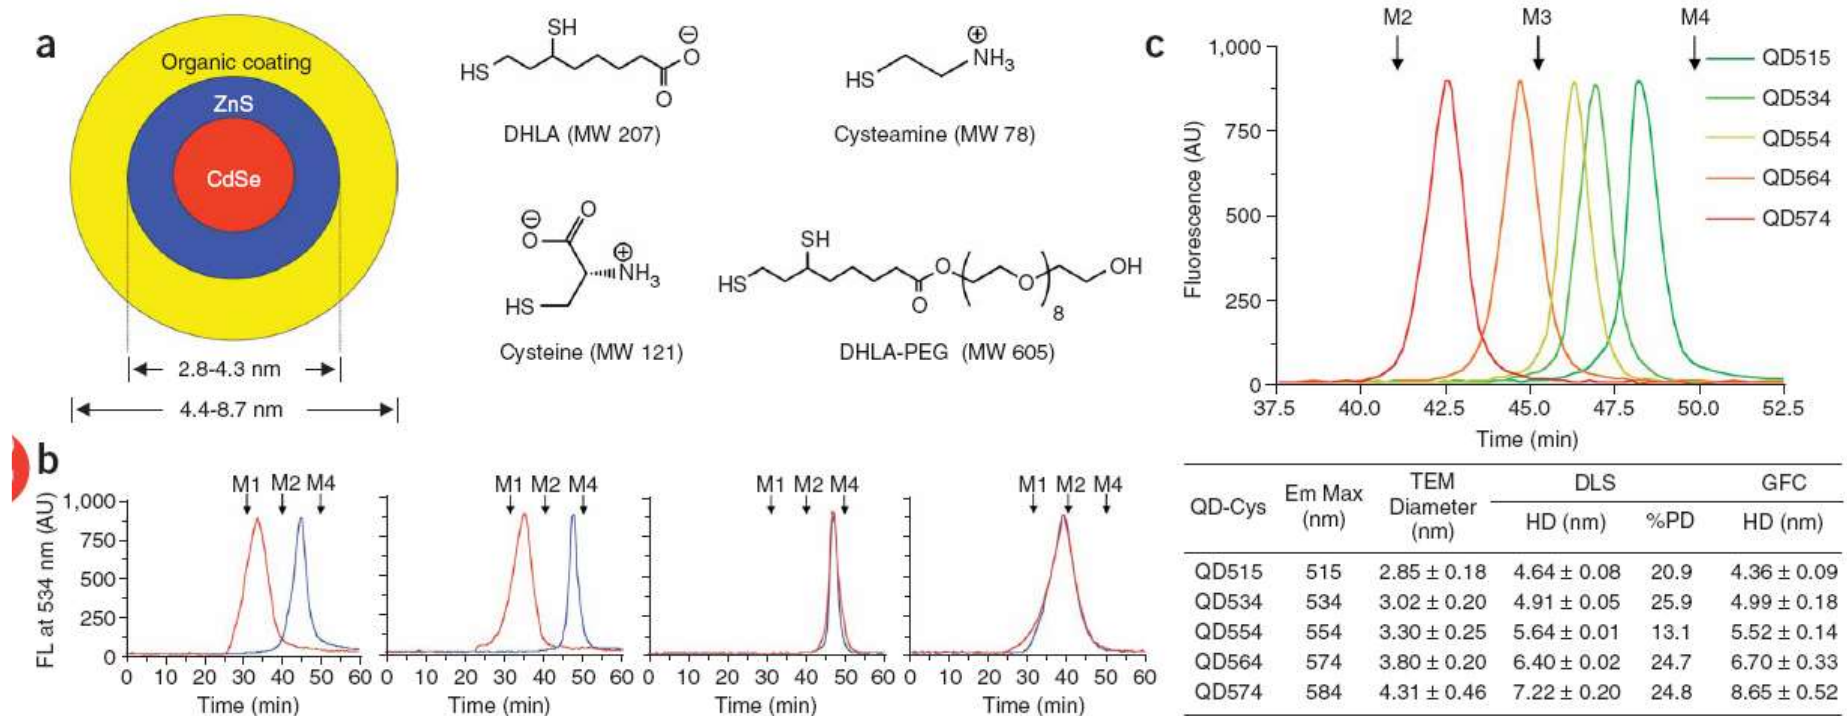 a
Organic coating
ZnS
CdSe
2.8-4.3 nm
4.4-8.7 nm
SH
HS
O
O
DHLA (MW 207)
HS
NH3
Cysteamine (MW 78)
O
O
NH3
HS
Cysteine (MW 121)
SH
HS
O
O
O
OH
8
DHLA-PEG (MW 605)
b
FL at 534 nm (AU)
1,000
750
500
250
0
M1 M2 M4
0 10 20 30 40 50 60
Time (min)
M1 M2 M4
0 10 20 30 40 50 60
Time (min)
M1 M2 M4
0 10 20 30 40 50 60
Time (min)
M1 M2 M4
0 10 20 30 40 50 60
Time (min)
c
M2 M3 M4
Fluorescence (AU)
1,000
750
500
250
0
37.5 40.0 42.5 45.0 47.5 50.0 52.5
Time (min)
QD515
QD534
QD554
QD564
QD574
QD-Cys Em Max (nm) TEM Diameter (nm) DLS GFC
HD (nm) %PD HD (nm)
QD515 515 2.85 ± 0.18 4.64 ± 0.08 20.9 4.36 ± 0.09
QD534 534 3.02 ± 0.20 4.91 ± 0.05 25.9 4.99 ± 0.18
QD554 554 3.30 ± 0.25 5.64 ± 0.01 13.1 5.52 ± 0.14
QD564 574 3.80 ± 0.20 6.40 ± 0.02 24.7 6.70 ± 0.33
QD574 584 4.31 ± 0.46 7.22 ± 0.20 24.8 8.65 ± 0.52